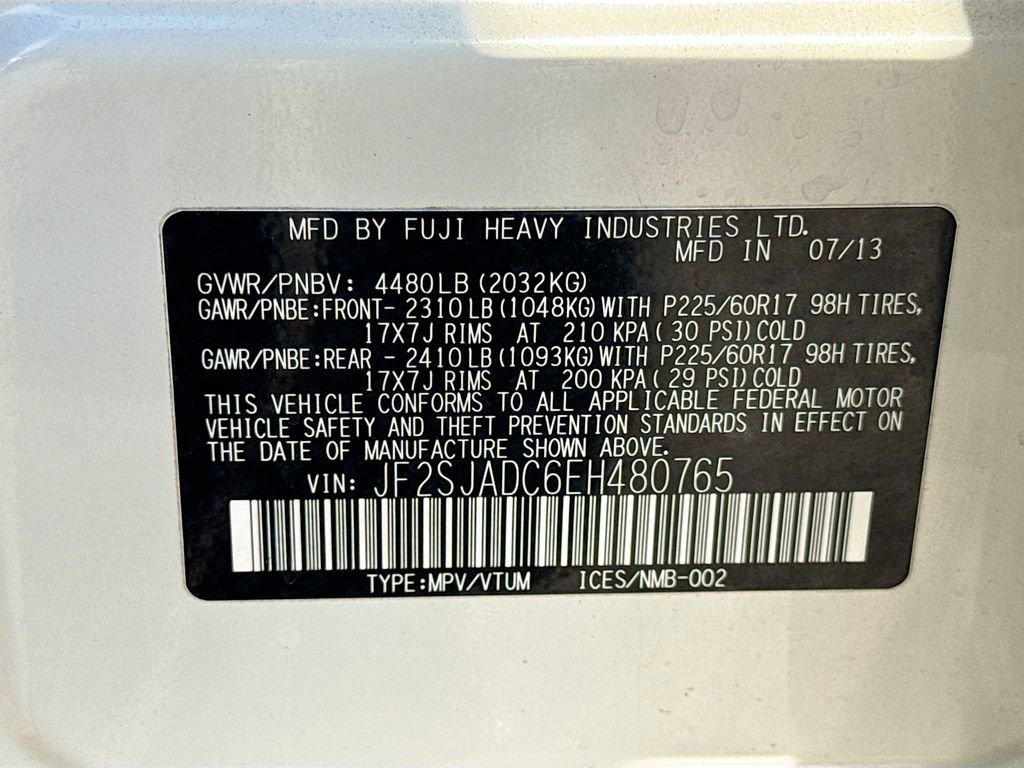 MFD BY FUJI HEAVY INDUSTRIES LTD.
MFD IN 07/13
GVWR/PNBV: 4480LB(2032KG)
GAWR/PNBE:FRONT- 2310LB(1048KG)WITH P225/60R17 98H TIRES,
17X7J RIMS AT 210 KPA( 30 PSI)COLD
GAWR/PNBE:REAR - 2410LB(1093KG)WITH P225/60R17 98H TIRES,
17X7J RIMS AT 200 KPA( 29 PSI)COLD
THIS VEHICLE CONFORMS TO ALL APPLICABLE FEDERAL MOTOR
VEHICLE SAFETY AND THEFT PREVENTION STANDARDS IN EFFECT ON
THE DATE OF MANUFACTURE SHOWN ABOVE.
VIN: JF2SJADC6EH480765
TYPE:MPV/VTUM ICES/NMB-002